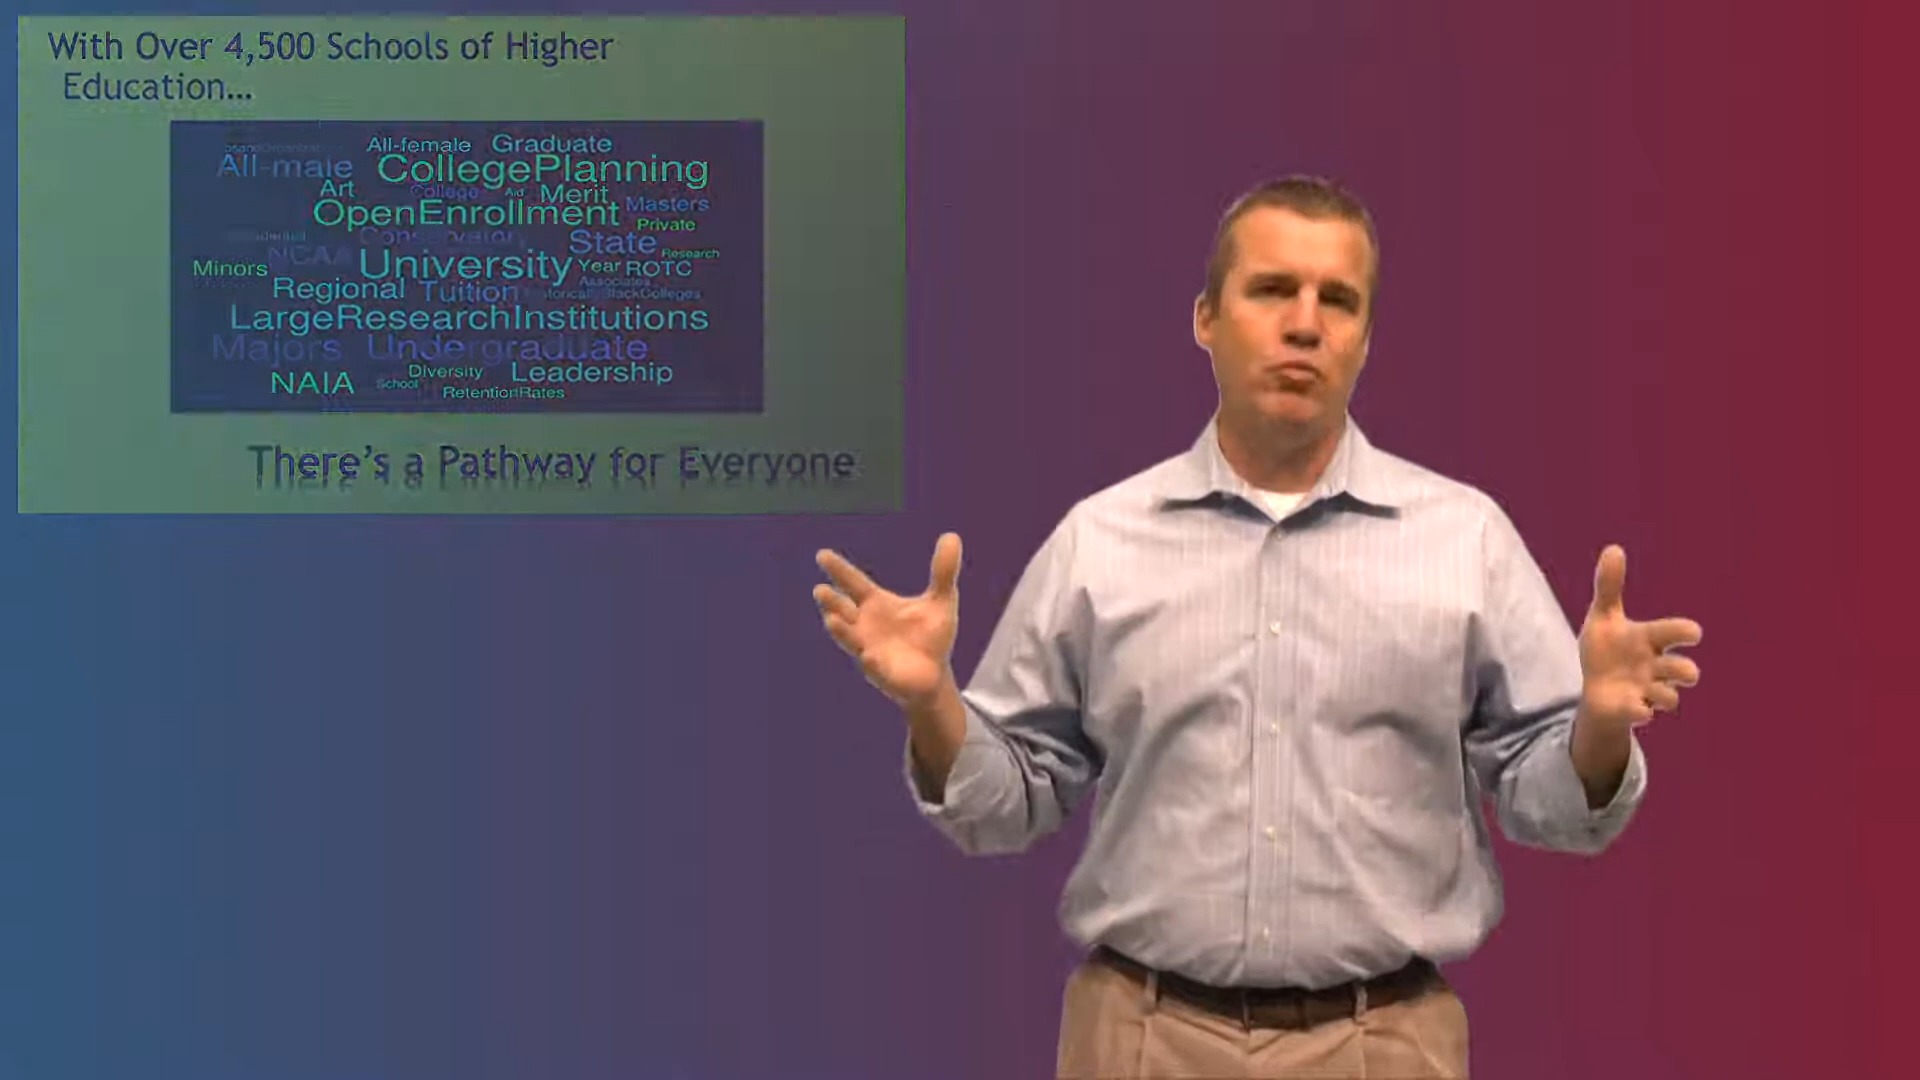 With Over 4,500 Schools of Higher
Education...
All-female Graduate
All-male CollegePlanning
Art College Aid Merit
OpenEnrollment Masters
Private
Conservatory State
NCAA Research
Minors University Year ROTC
Associates
Regional Tuition HistoricallyBlackColleges
LargeResearchInstitutions
Majors Undergraduate
Diversity Leadership
NAIA School
RetentionRates
There's a Pathway for Everyone